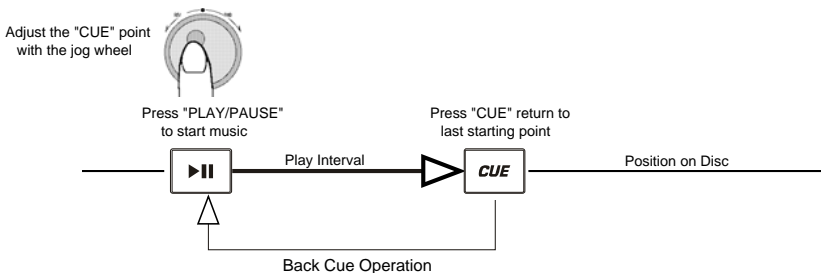 Adjust the "CUE" point
with the jog wheel
Press "PLAY/PAUSE"
to start music
Press "CUE" return to
last starting point
Play Interval
CUE
Position on Disc
Back Cue Operation